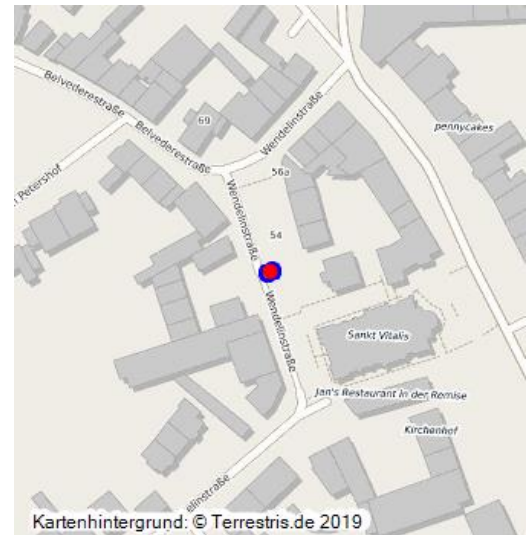 Belvederestraße
Belvederestraße
69
Wendelinstraße
pennycakes
Petershof
56a
Wendelinstraße
54
Wendelinstraße
Sankt Vitalis
Jan's Restaurant in der Remise
Kirchenhof
elinstraße
Kartenhintergrund: © Terrestris.de 2019